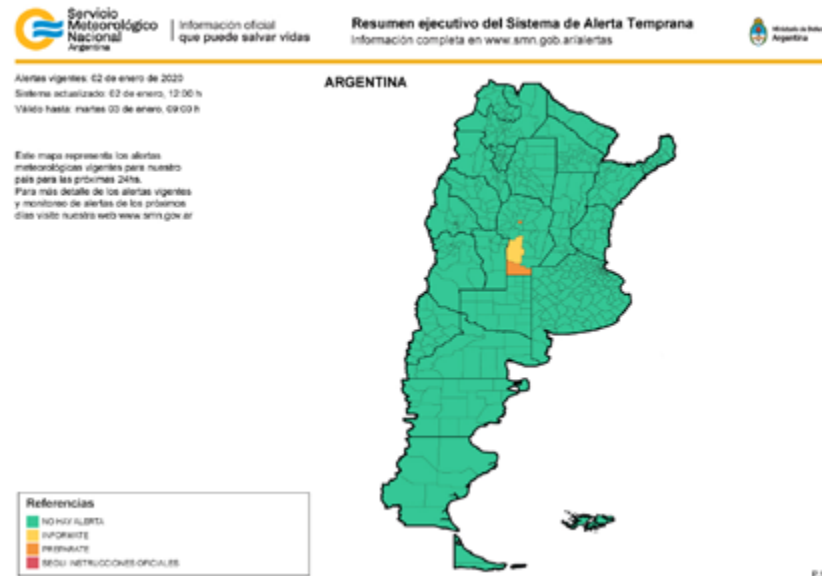 Servicio
Meteorológico
Nacional
Argentina
Información oficial
que puede salvar vidas
Resumen ejecutivo del Sistema de Alerta Temprana
Información completa en www.smn.gob.ar/alertas
Ministerio de Defensa
Argentina
Alertas vigentes: 02 de enero de 2020
Sistema actualizado: 02 de enero, 12:00 h
Válido hasta: martes 03 de enero, 09:00 h
ARGENTINA
Este mapa representa los alertas
meteorológicas vigentes para nuestro
país para las próximas 24hs.
Para más detalle de los alertas vigentes
y monitoreo de alertas de los próximos
días visite nuestra web www.smn.gov.ar
Referencias
NO HAY ALERTA
INFORMATE
PREPARATE
SEGUI INSTRUCCIONES OFICIALES